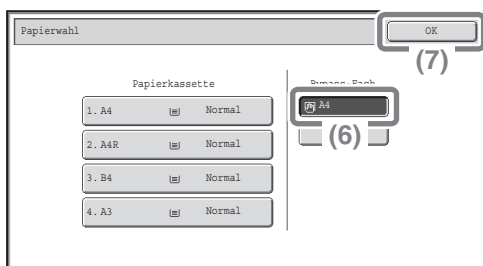 Papierwahl
OK
(7)
Papierkassette
Bypass-Fach
1. A4 Normal
A4
2. A4R Normal
(6)
3. B4 Normal
4. A3 Normal